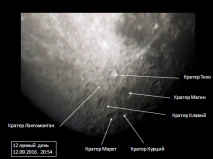 Кратер Тихо
Кратер Магин
Кратер Клавий
Кратер Лонгомонтан
Кратер Морет
Кратер Курций
12 лунный день
12.09.2016 20:54